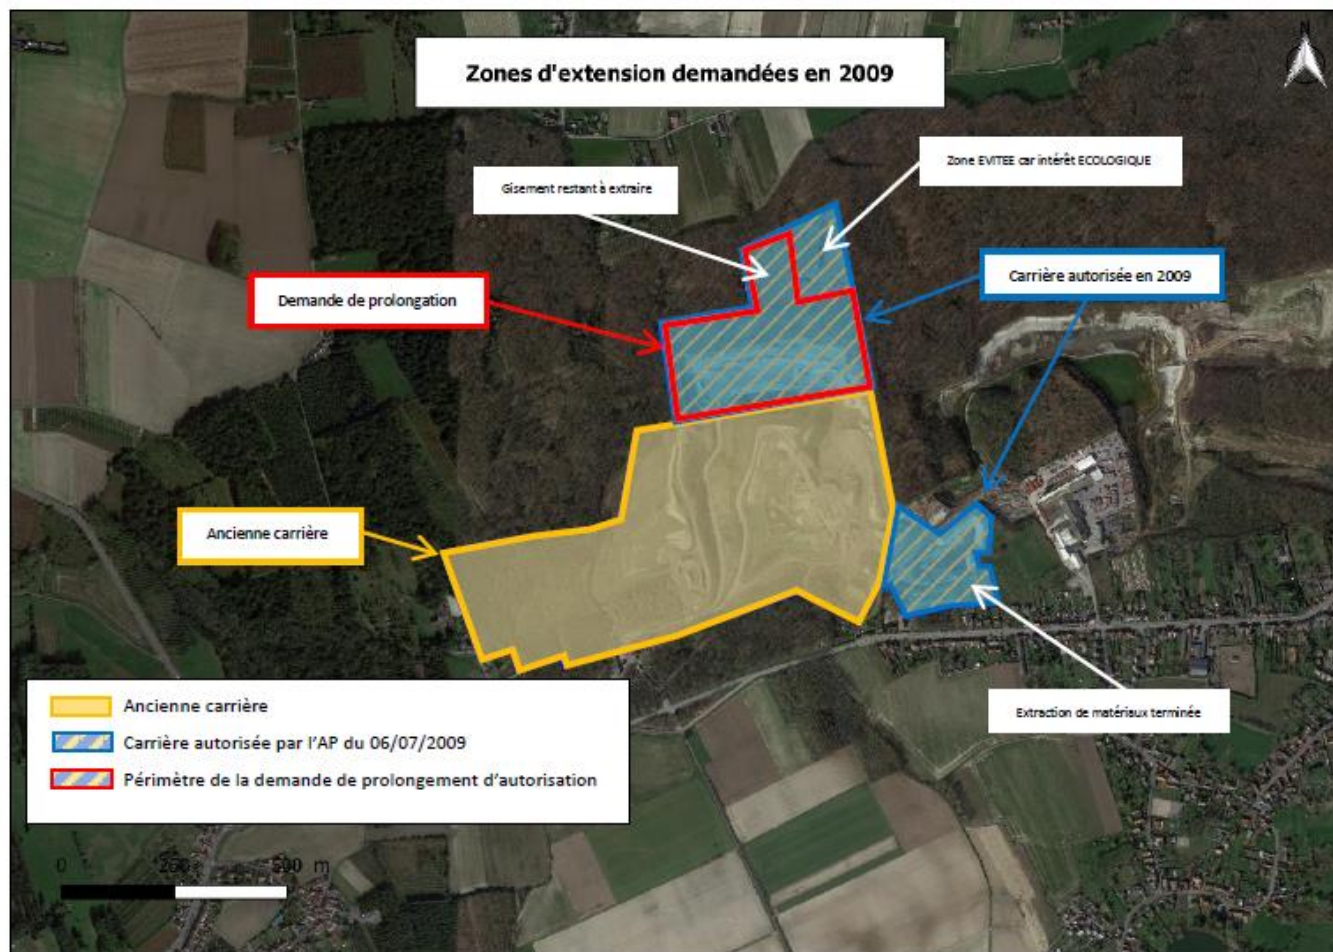 Zones d'extension demandées en 2009
N
Zone EVITEE car intérêt ECOLOGIQUE
Gisement restant à extraire
Carrière autorisée en 2009
Demande de prolongation
Ancienne carrière
Extraction de matériaux terminée
Ancienne carrière
Carrière autorisée par l'AP du 06/07/2009
Périmètre de la demande de prolongement d'autorisation
0 250 500 m